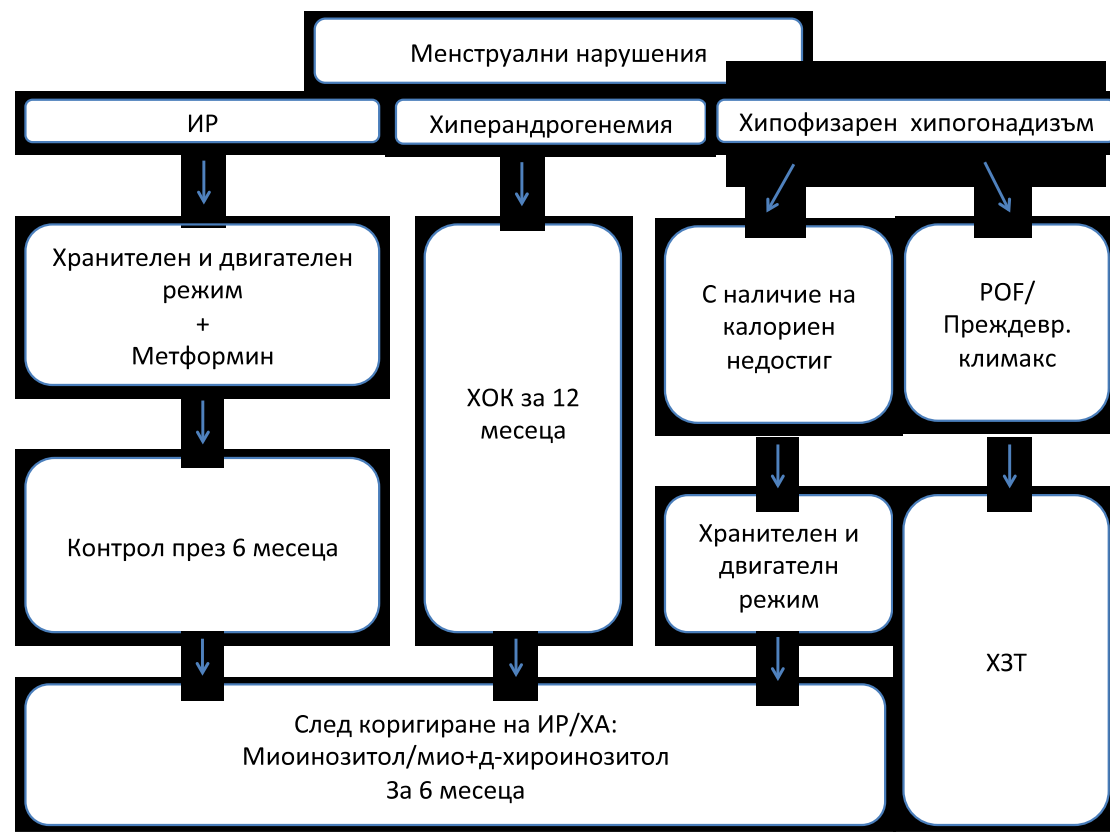 Менструални нарушения
ИР
Хиперандрогенемия
Хипофизарен хипогонадизъм
Хранителен и двигателен
режим
+
Метформин
ХОК за 12
месеца
С наличие на
калориен
недостиг
POF/
Преждевр.
климакс
Контрол през 6 месеца
Хранителен и
двигателн
режим
ХЗТ
След коригиране на ИР/ХА:
Миоинозитол/мио+д-хироинозитол
За 6 месеца